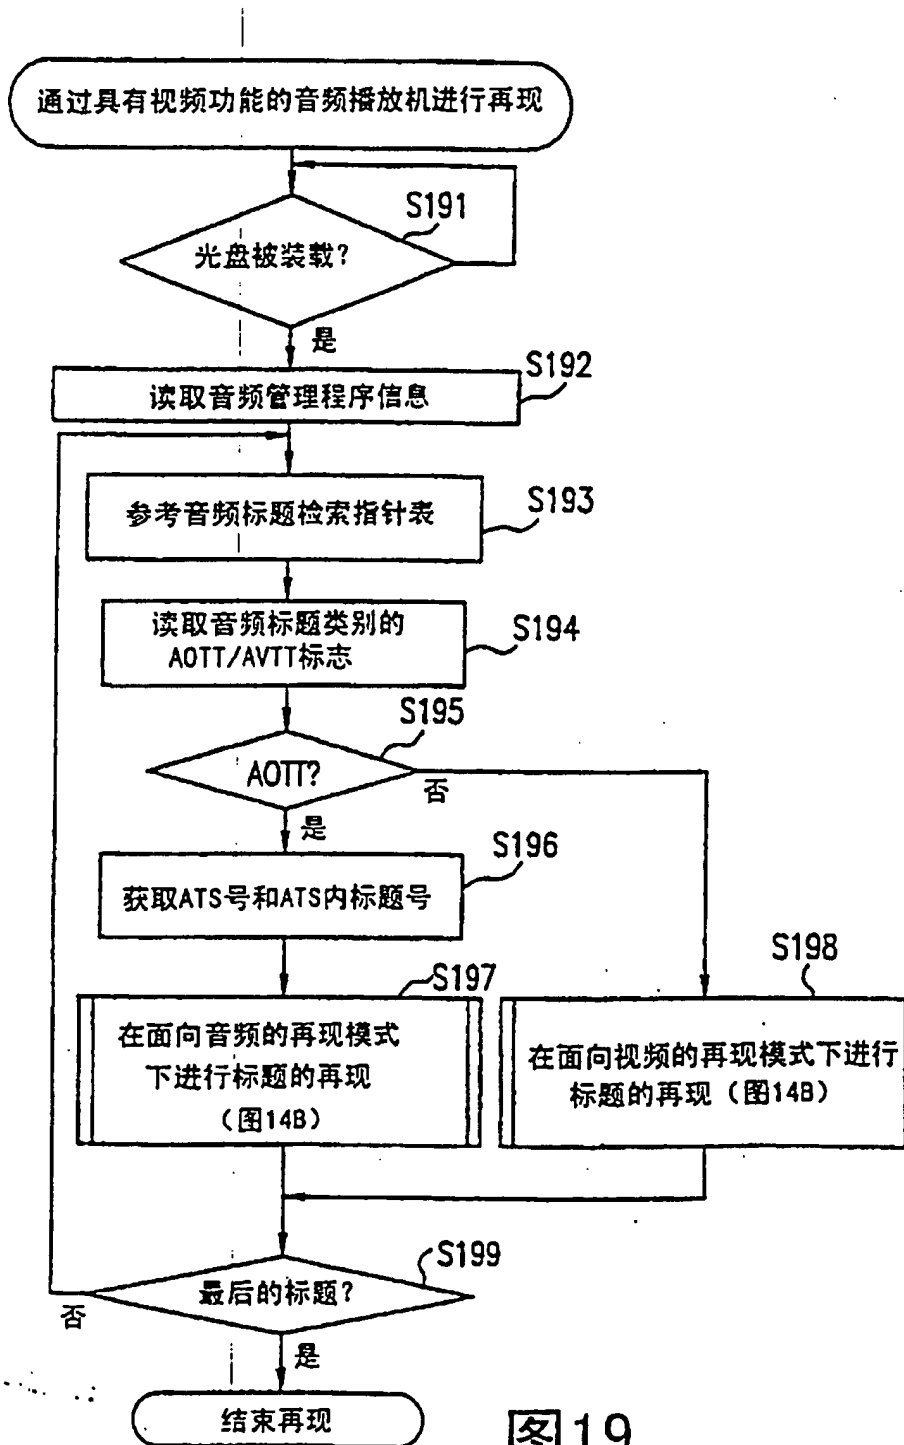 通过具有视频功能的音频播放机进行再现
S191
光盘被装载?
是
S192
读取音频管理程序信息
S193
参考音频标题检索指针表
S194
读取音频标题类别的
AOTT/AVTT标志
S195
AOTT?
否
是
S196
获取ATS号和ATS内标题号
S197
在面向音频的再现模式
下进行标题的再现
(图14B)
S198
在面向视频的再现模式下进行
标题的再现(图14B)
S199
最后的标题?
否
是
结束再现
图19